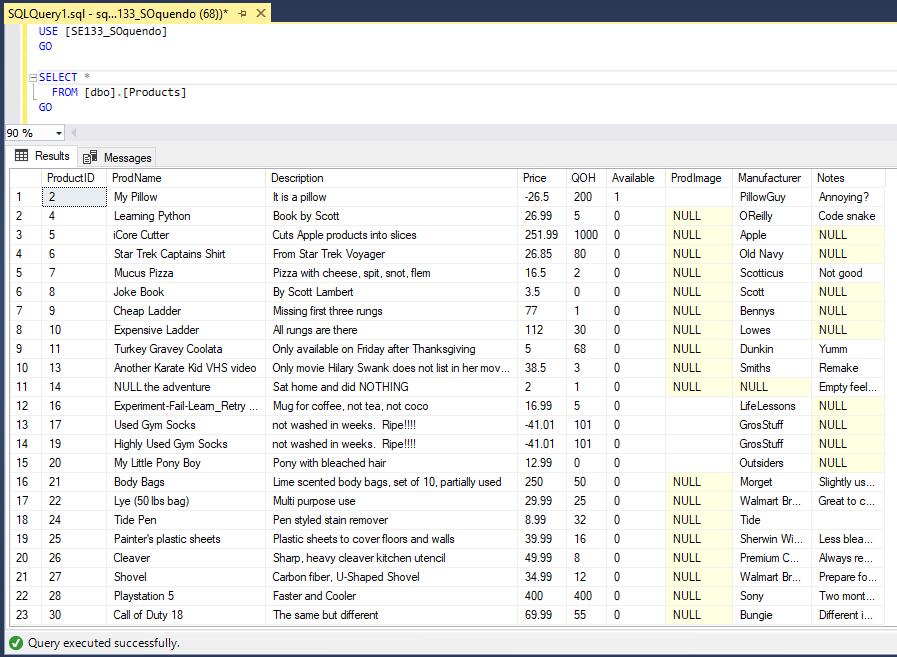 SQLQuery1.sql - sq...133_SOquendo (68))*
USE [SE133_SOquendo]
GO
SELECT *
FROM [dbo].[Products]
GO
90 %
Results Messages
ProductID ProdName Description Price QOH Available ProdImage Manufacturer Notes
1 2 My Pillow It is a pillow -26.5 200 1 PillowGuy Annoying?
2 4 Learning Python Book by Scott 26.99 5 0 NULL OReilly Code snake
3 5 iCore Cutter Cuts Apple products into slices 251.99 1000 0 NULL Apple NULL
4 6 Star Trek Captains Shirt From Star Trek Voyager 26.85 80 0 NULL Old Navy NULL
5 7 Mucus Pizza Pizza with cheese, spit, snot, flem 16.5 2 0 NULL Scotticus Not good
6 8 Joke Book By Scott Lambert 3.5 0 0 NULL Scott NULL
7 9 Cheap Ladder Missing first three rungs 77 1 0 NULL Bennys NULL
8 10 Expensive Ladder All rungs are there 112 30 0 NULL Lowes NULL
9 11 Turkey Gravey Coolata Only available on Friday after Thanksgiving 5 68 0 NULL Dunkin Yumm
10 13 Another Karate Kid VHS video Only movie Hilary Swank does not list in her mov... 38.5 3 0 NULL Smiths Remake
11 14 NULL the adventure Sat home and did NOTHING 2 1 0 NULL NULL Empty feel...
12 16 Experiment-Fail-Learn_Retry ... Mug for coffee, not tea, not coco 16.99 5 0 LifeLessons NULL
13 17 Used Gym Socks not washed in weeks. Ripe!!!! -41.01 101 0 GrosStuff NULL
14 19 Highly Used Gym Socks not washed in weeks. Ripe!!!! -41.01 101 0 GrosStuff NULL
15 20 My Little Pony Boy Pony with bleached hair 12.99 0 0 Outsiders NULL
16 21 Body Bags Lime scented body bags, set of 10, partially used 250 50 0 NULL Morget Slightly us...
17 22 Lye (50 lbs bag) Multi purpose use 29.99 25 0 NULL Walmart Br... Great to c...
18 24 Tide Pen Pen styled stain remover 8.99 32 0 NULL Tide
19 25 Painter's plastic sheets Plastic sheets to cover floors and walls 39.99 16 0 NULL Sherwin Wi... Less blea...
20 26 Cleaver Sharp, heavy cleaver kitchen utencil 49.99 8 0 NULL Premium C... Always re...
21 27 Shovel Carbon fiber, U-Shaped Shovel 34.99 12 0 NULL Walmart Br... Prepare fo...
22 28 Playstation 5 Faster and Cooler 400 400 0 NULL Sony Two mont...
23 30 Call of Duty 18 The same but different 69.99 55 0 NULL Bungie Different i...
Query executed successfully.